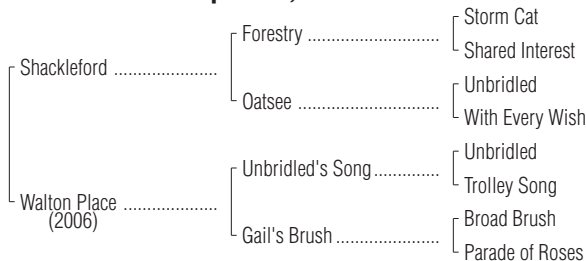 Storm Cat
Forestry
Shared Interest
Shackleford
Unbridled
Oatsee
With Every Wish
Unbridled
Unbridled's Song
Trolley Song
Walton Place
(2006)
Broad Brush
Gail's Brush
Parade of Roses